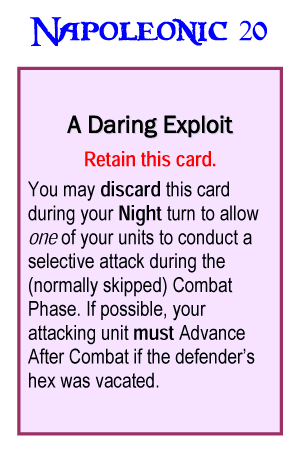 Napoleonic 20
A Daring Exploit
Retain this card.
You may discard this card
during your Night turn to allow
one of your units to conduct a
selective attack during the
(normally skipped) Combat
Phase. If possible, your
attacking unit must Advance
After Combat if the defender's
hex was vacated.